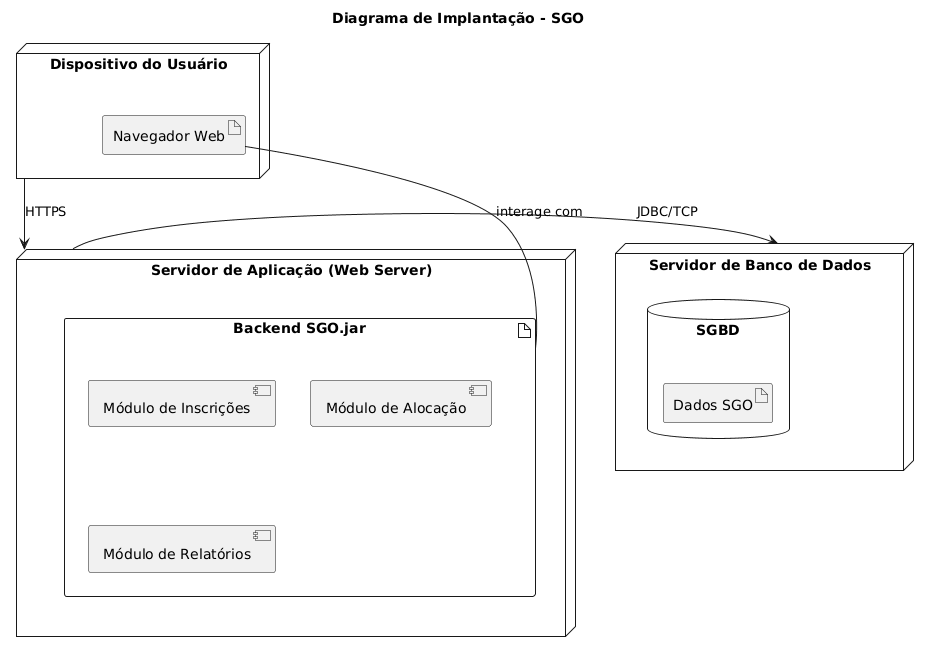 Diagrama de Implantação - SGO
Dispositivo do Usuário
Navegador Web
HTTPS
interage com
JDBC/TCP
Servidor de Aplicação (Web Server)
Servidor de Banco de Dados
Backend SGO.jar
SGBD
Módulo de Inscrições
Módulo de Alocação
Dados SGO
Módulo de Relatórios